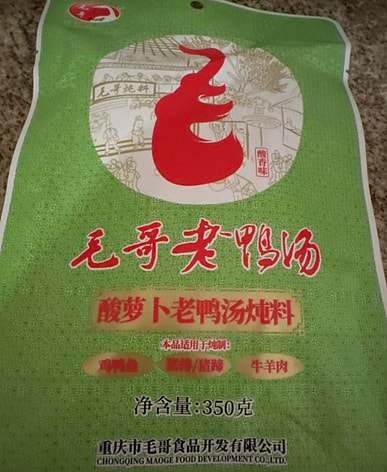 毛哥炖料
酸香味
毛哥老鸭汤
酸萝卜老鸭汤炖料
本品适用于炖制:
鸡鸭鱼 猪排/猪蹄 牛羊肉
净含量:350克
重庆市毛哥食品开发有限公司
CHONGQING MAOGE FOOD DEVELOPMENT CO.,LTD.